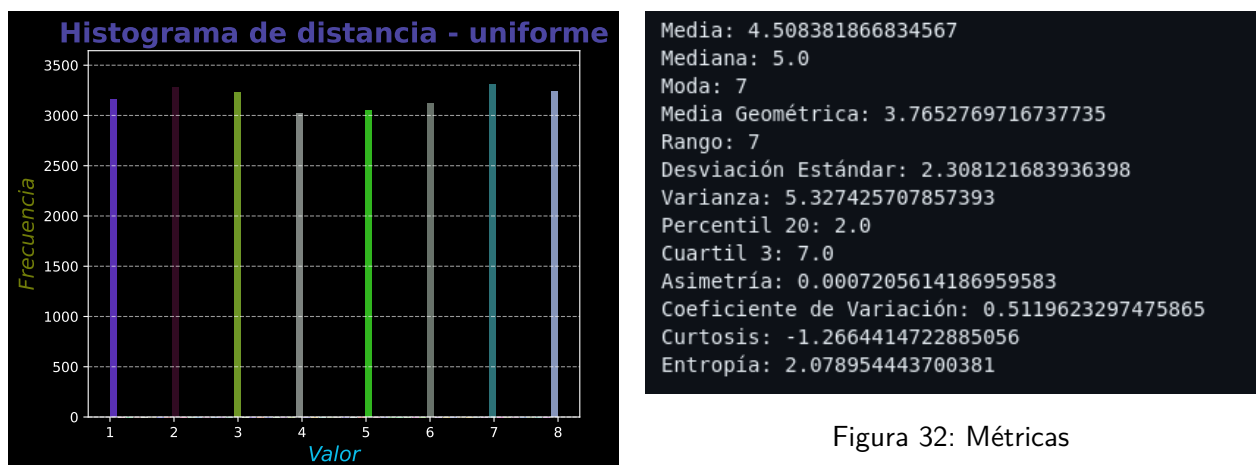 Histograma de distancia - uniforme
3500
3000
2500
2000
1500
1000
500
0
Frecuencia
1 2 3 4 5 6 7 8
Valor
Media: 4.508381866834567
Mediana: 5.0
Moda: 7
Media Geométrica: 3.7652769716737735
Rango: 7
Desviación Estándar: 2.308121683936398
Varianza: 5.327425707857393
Percentil 20: 2.0
Cuartil 3: 7.0
Asimetría: 0.0007205614186959583
Coeficiente de Variación: 0.5119623297475865
Curtosis: -1.2664414722885056
Entropía: 2.078954443700381
Figura 32: Métricas